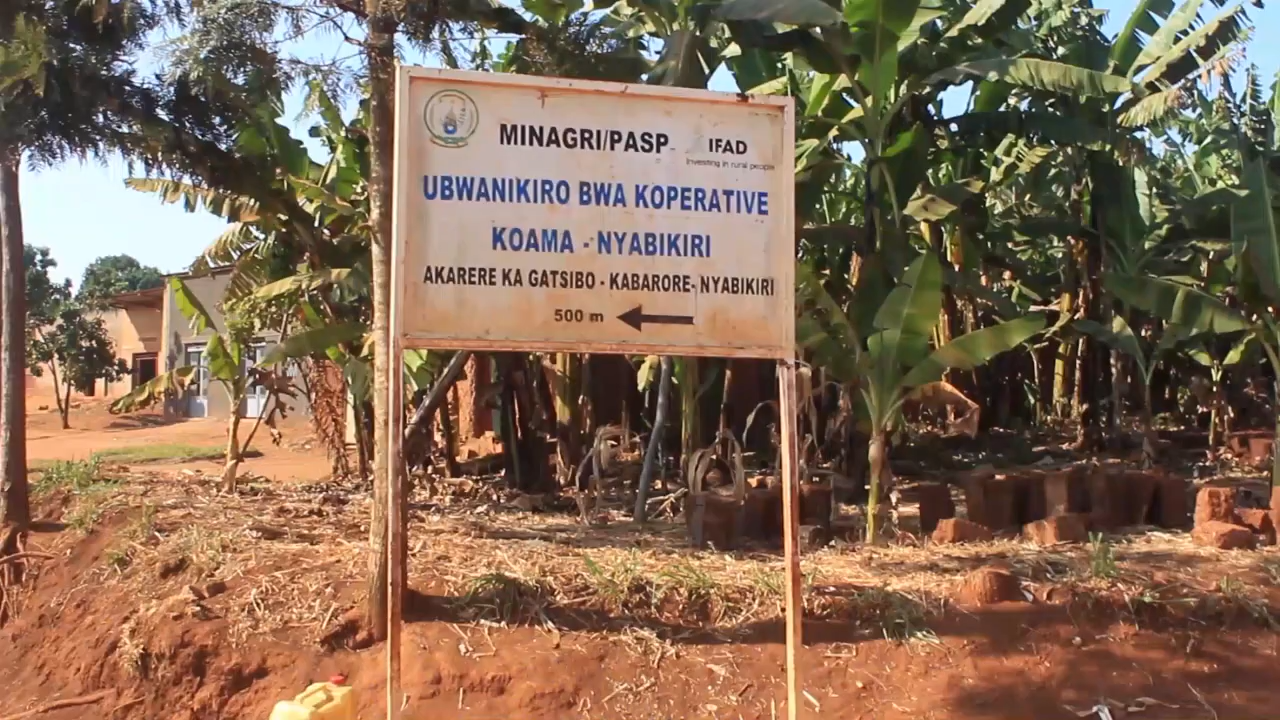 MINAGRI/PASP
IFAD
Investing in rural people
UBWANIKIRO BWA KOPERATIVE
KOAMA - NYABIKIRI
AKARERE KA GATSIBO - KABARORE- NYABIKIRI
500 m